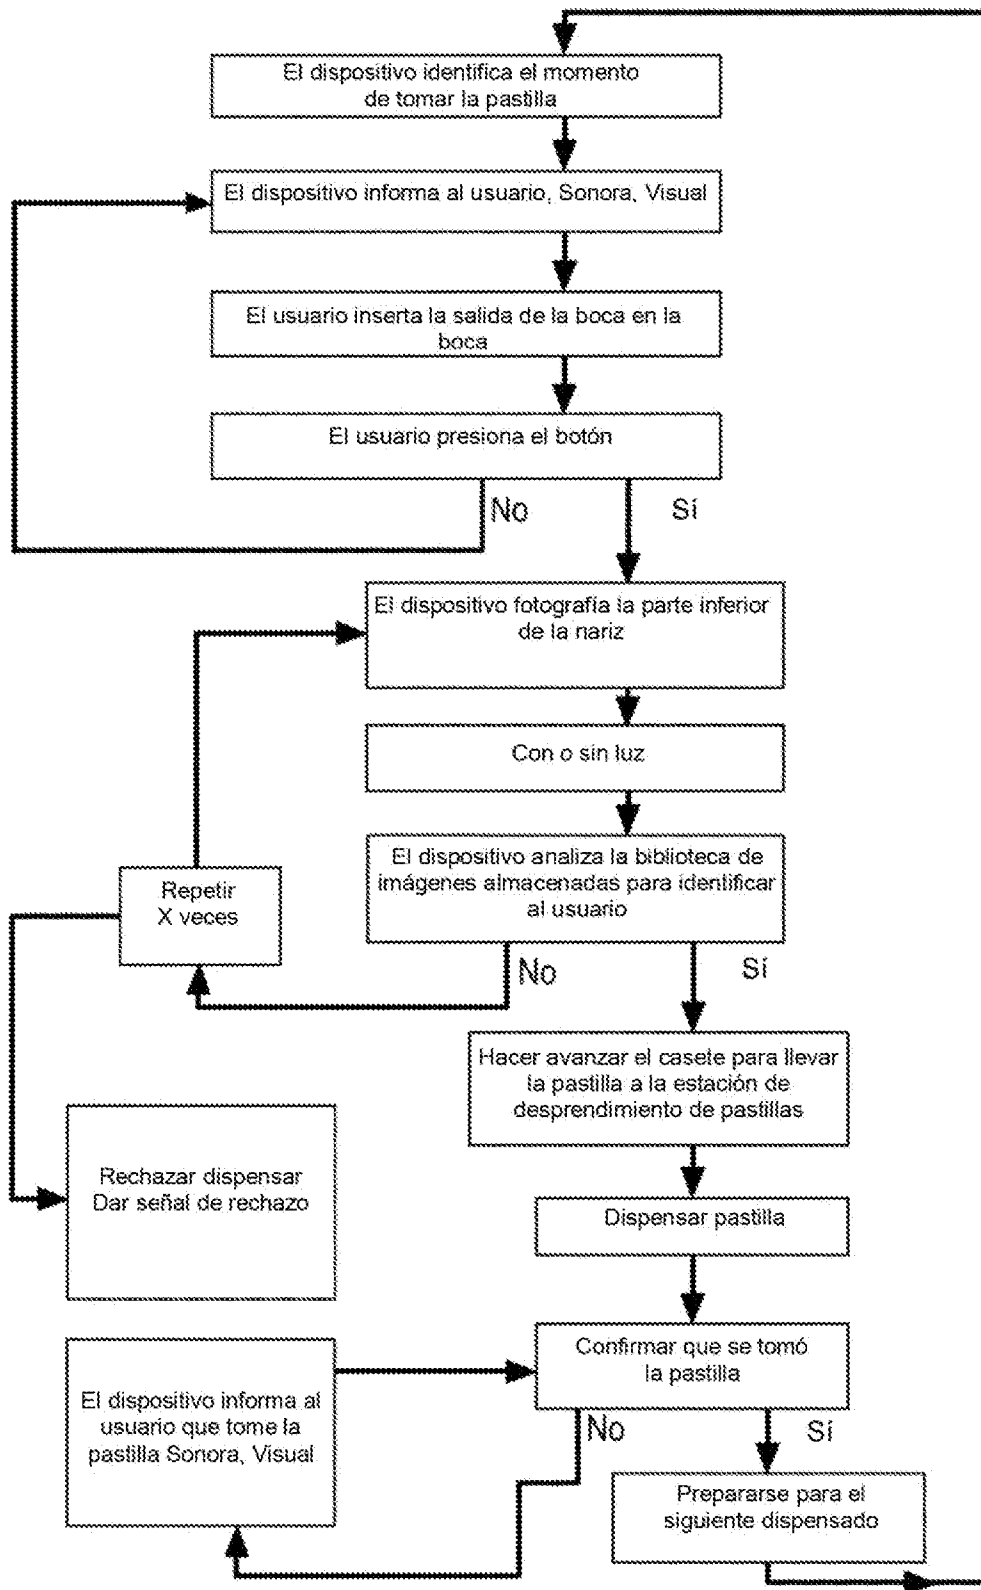 El dispositivo identifica el momento
de tomar la pastilla
El dispositivo informa al usuario, Sonora, Visual
El usuario inserta la salida de la boca en la
boca
El usuario presiona el botón
No
Sí
El dispositivo fotografía la parte inferior
de la nariz
Con o sin luz
El dispositivo analiza la biblioteca de
imágenes almacenadas para identificar
al usuario
Repetir
X veces
No
Sí
Hacer avanzar el casete para llevar
la pastilla a la estación de
desprendimiento de pastillas
Rechazar dispensar
Dar señal de rechazo
Dispensar pastilla
Confirmar que se tomó
la pastilla
El dispositivo informa al
usuario que tome la
pastilla Sonora, Visual
No
Sí
Prepararse para el
siguiente dispensado